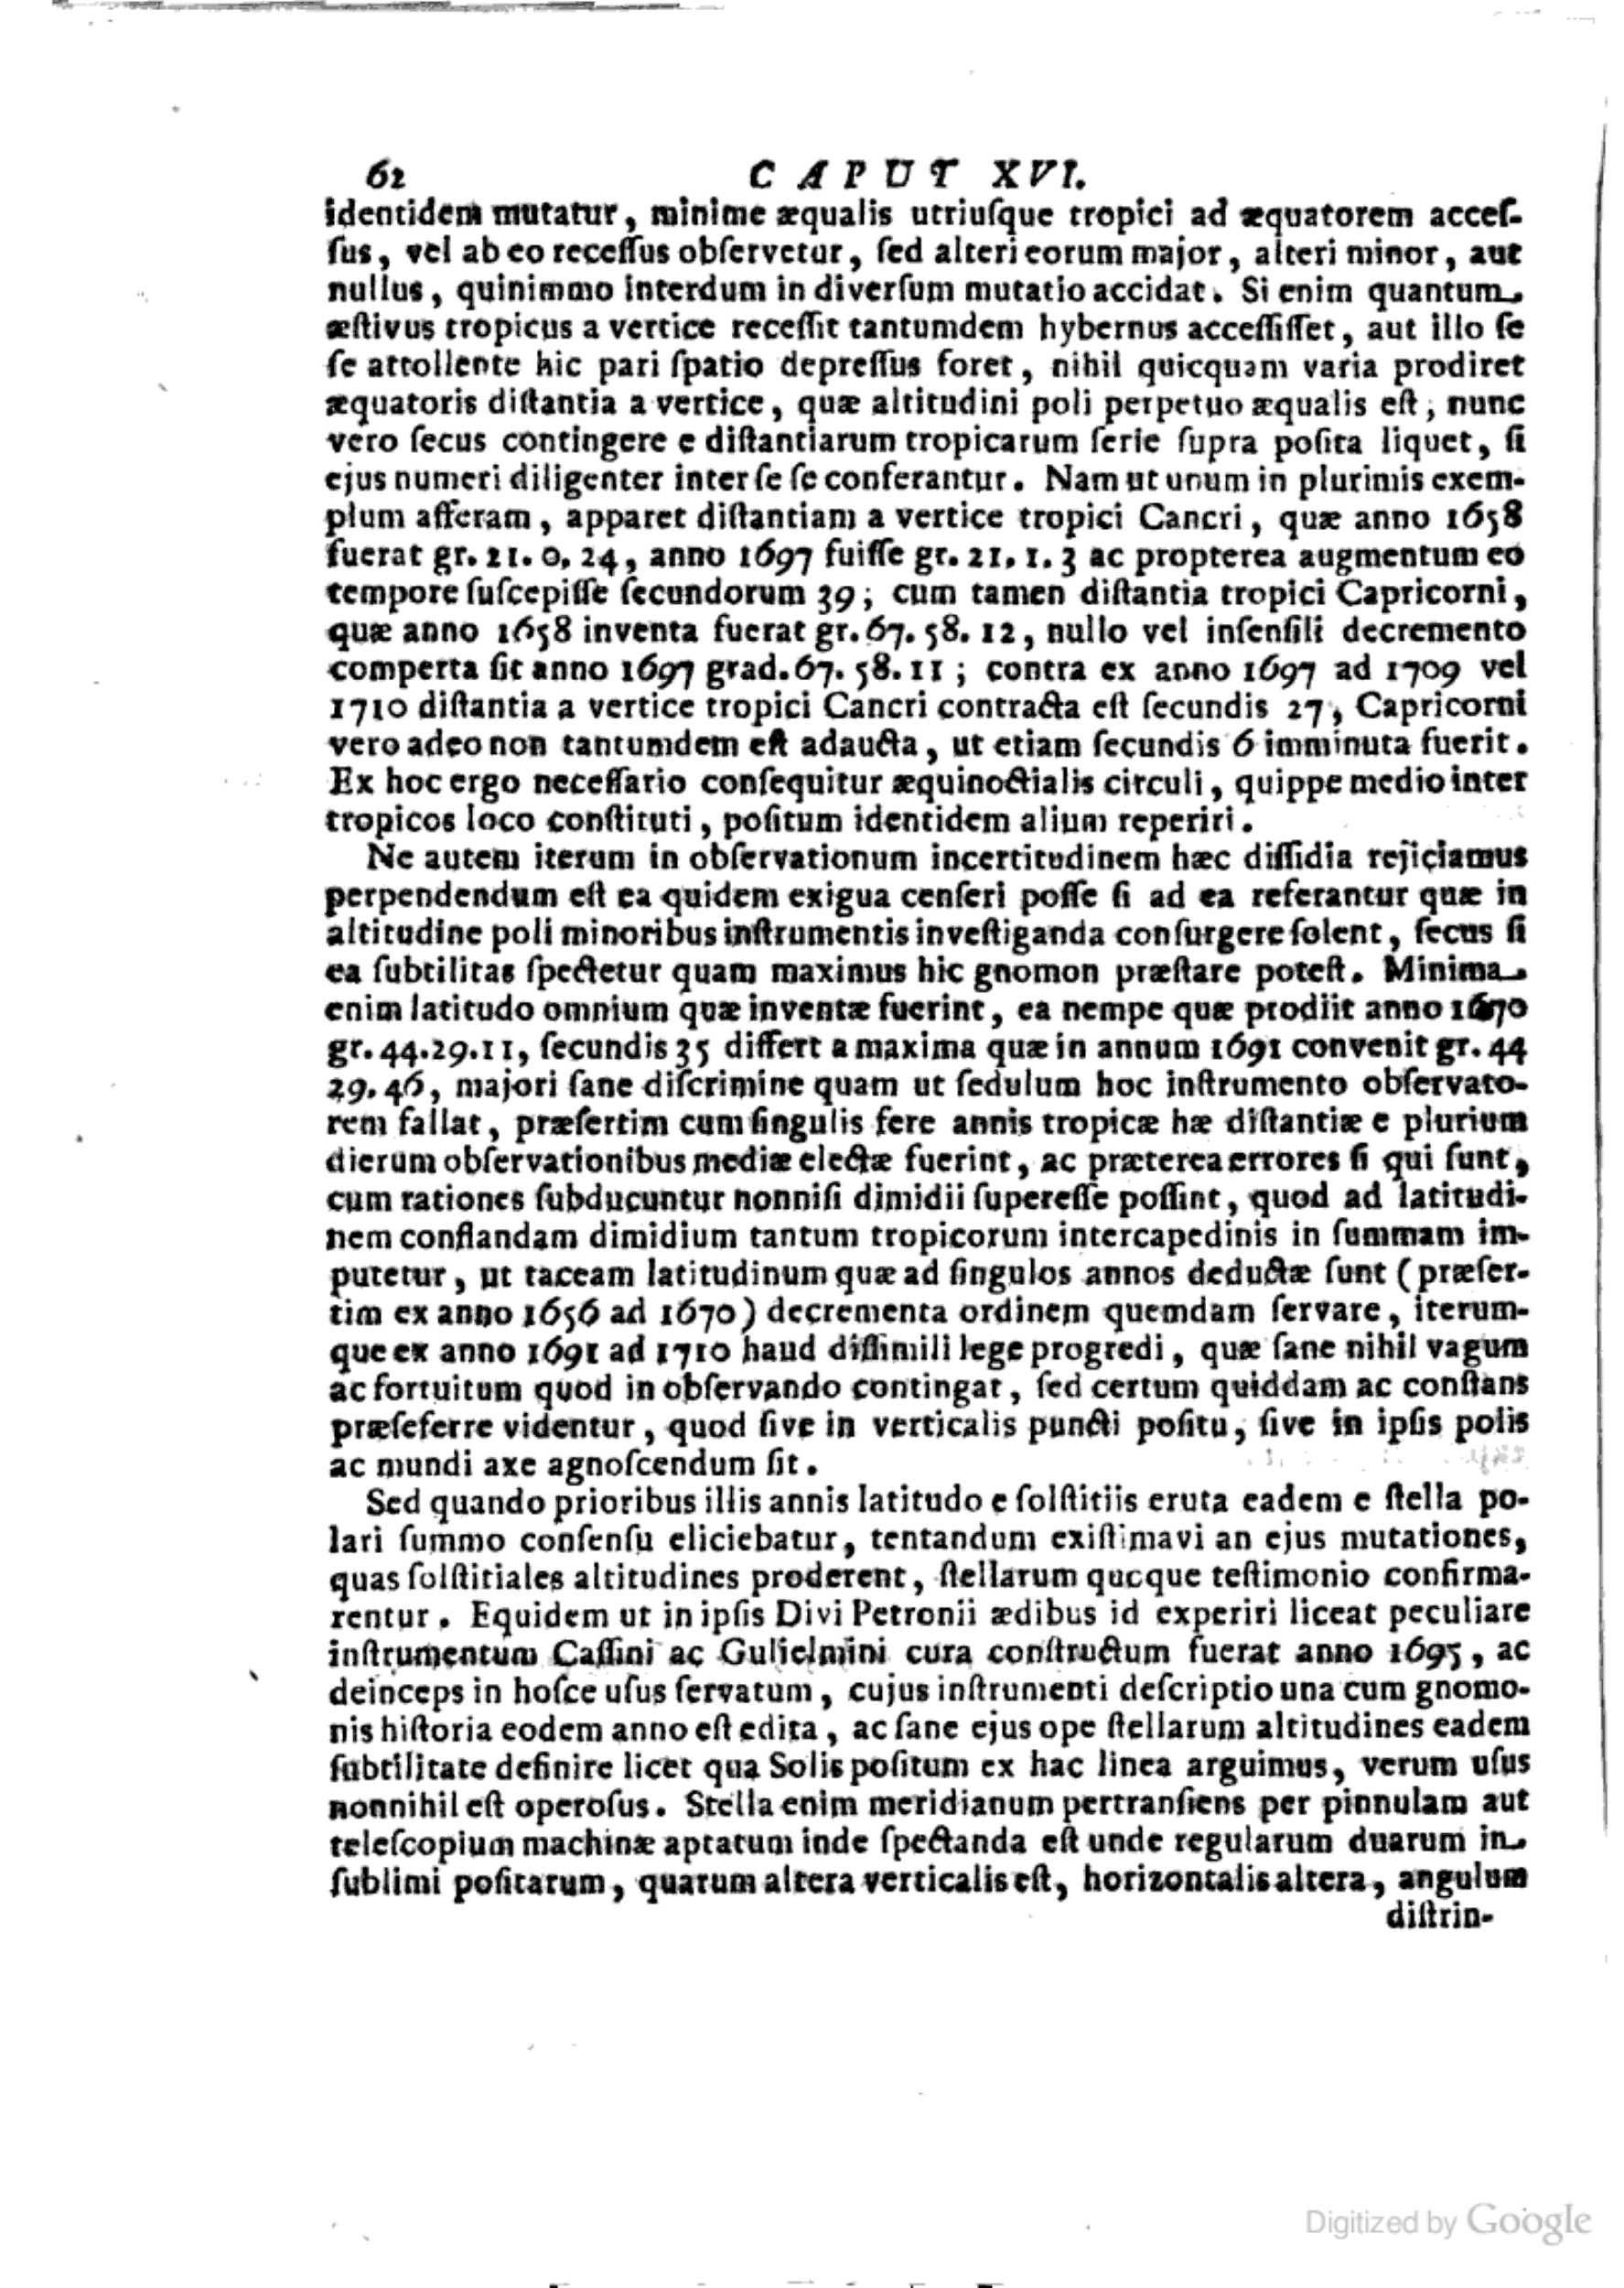 62 CAPUT XVI.
identidem mutatur, minime æqualis utriuſque tropici ad æquatorem acceſ-
ſus, vel ab eo receſſus obſervetur, ſed alteri eorum major, alteri minor, aut
nullus, quinimmo interdum in diverſum mutatio accidat. Si enim quantum
æſtivus tropicus a vertice receſſit tantumdem hybernus acceſſiſſet, aut illo ſe
ſe attollente hic pari ſpatio depreſſus foret, nihil quicquam varia prodiret
æquatoris diſtantia a vertice, quæ altitudini poli perpetuo æqualis eſt; nunc
vero ſecus contingere e diſtantiarum tropicarum ſerie ſupra poſita liquet, ſi
ejus numeri diligenter inter ſe ſe conferantur. Nam ut unum in plurimis exem-
plum afferam, apparet diſtantiam a vertice tropici Cancri, quæ anno 1658
fuerat gr. 21. 0, 24, anno 1697 fuiſſe gr. 21, 1. 3 ac propterea augmentum eo
tempore ſuſcepiſſe ſecundorum 39; cum tamen diſtantia tropici Capricorni,
quæ anno 1658 inventa fuerat gr. 67. 58. 12, nullo vel inſenſili decremento
comperta ſit anno 1697 grad. 67. 58. 11; contra ex anno 1697 ad 1709 vel
1710 diſtantia a vertice tropici Cancri contracta eſt ſecundis 27, Capricorni
vero adeo non tantumdem eſt adaucta, ut etiam ſecundis 6 imminuta fuerit.
Ex hoc ergo neceſſario conſequitur æquinoctialis circuli, quippe medio inter
tropicos loco conſtituti, poſitum identidem alium reperiri.
Ne autem iterum in obſervationum incertitudinem hæc diſſidia rejiciamus
perpendendum eſt ea quidem exigua cenſeri poſſe ſi ad ea referantur quæ in
altitudine poli minoribus inſtrumentis inveſtiganda conſurgere ſolent, ſecus ſi
ea ſubtilitas ſpectetur quam maximus hic gnomon præſtare poteſt. Minima
enim latitudo omnium quæ inventæ fuerint, ea nempe quæ prodiit anno 1670
gr. 44.29.11, ſecundis 35 differt a maxima quæ in annum 1691 convenit gr. 44
29. 46, majori ſane diſcrimine quam ut ſedulum hoc inſtrumento obſervato-
rem fallat, præſertim cum ſingulis fere annis tropicæ hæ diſtantiæ e plurium
dierum obſervationibus mediæ electæ fuerint, ac præterea errores ſi qui ſunt,
cum rationes ſubducuntur nonniſi dimidii ſupereſſe poſſint, quod ad latitudi-
nem conflandam dimidium tantum tropicorum intercapedinis in ſummam im-
putetur, ut taceam latitudinum quæ ad ſingulos annos deductæ ſunt (præſer-
tim ex anno 1656 ad 1670) decrementa ordinem quemdam ſervare, iterum-
que ex anno 1691 ad 1710 haud diſſimili lege progredi, quæ ſane nihil vagum
ac fortuitum quod in obſervando contingat, ſed certum quiddam ac conſtans
præſeferre videntur, quod ſive in verticalis puncti poſitu, ſive in ipſis polis
ac mundi axe agnoſcendum ſit.
Sed quando prioribus illis annis latitudo e ſolſtitiis eruta eadem e ſtella po-
lari ſummo conſenſu eliciebatur, tentandum exiſtimavi an ejus mutationes,
quas ſolſtitiales altitudines proderent, ſtellarum quoque teſtimonio confirma-
rentur. Equidem ut in ipſis Divi Petronii ædibus id experiri liceat peculiare
inſtrumentum Caſſini ac Gulielmini cura conſtructum fuerat anno 1695, ac
deinceps in hoſce uſus ſervatum, cujus inſtrumenti deſcriptio una cum gnomo-
nis hiſtoria eodem anno eſt edita, ac ſane ejus ope ſtellarum altitudines eadem
ſubtilitate definire licet qua Solis poſitum ex hac linea arguimus, verum uſus
nonnihil eſt operoſus. Stella enim meridianum pertranſiens per pinnulam aut
teleſcopium machinæ aptatum inde ſpectanda eſt unde regularum duarum in
ſublimi poſitarum, quarum altera verticalis eſt, horizontalis altera, angulum
diſtrin-
Digitized by Google